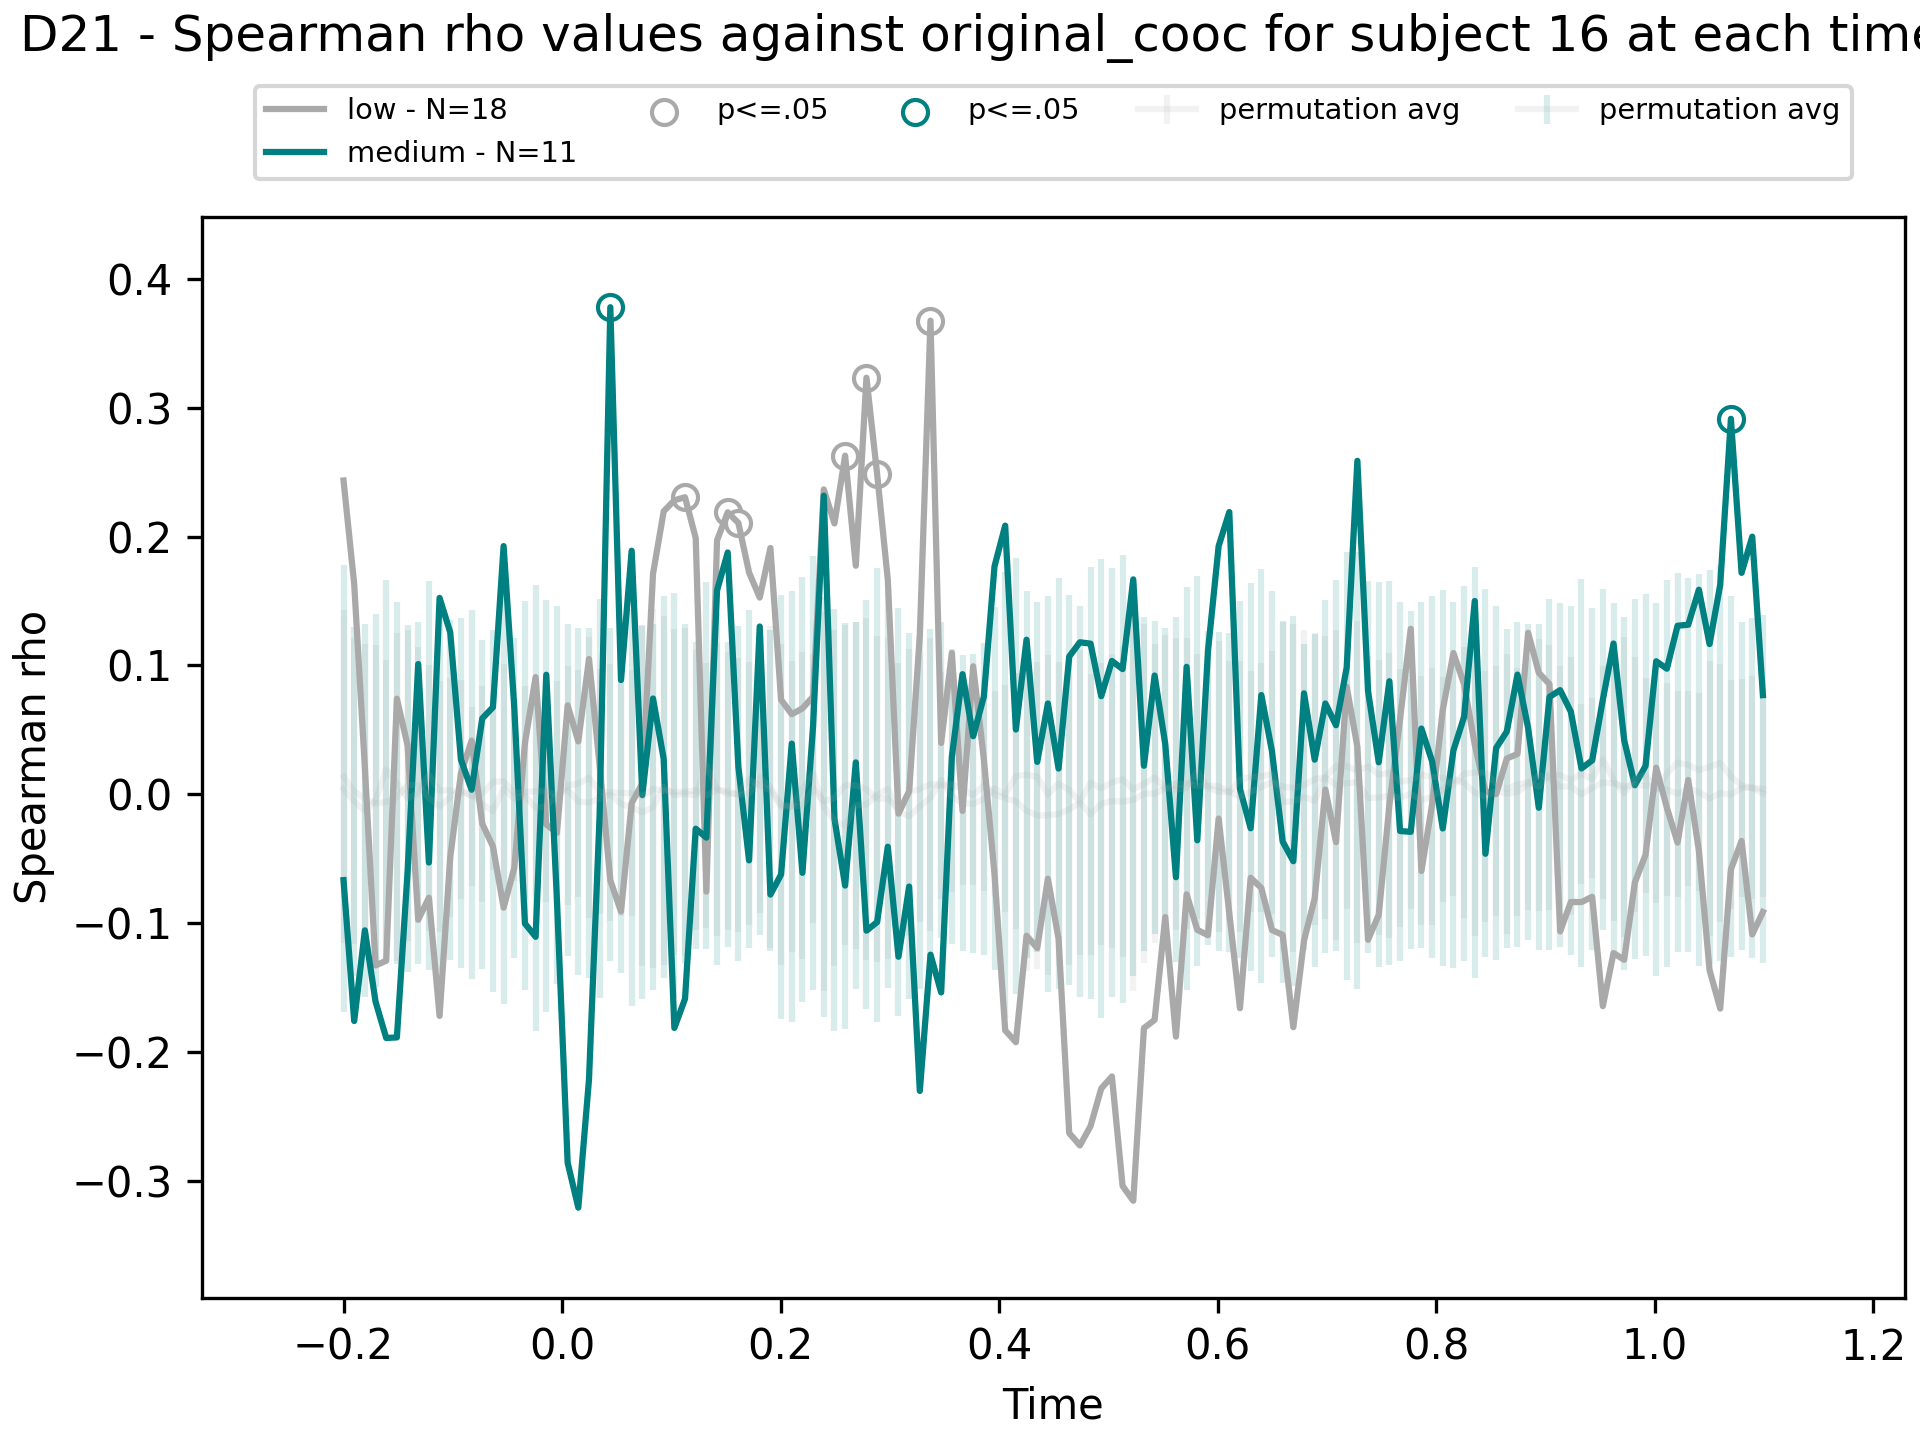 D21 - Spearman rho values against original_cooc for subject 16 at each time
low - N=18 p<=.05 p<=.05 permutation avg permutation avg
medium - N=11
Spearman rho
0.4
0.3
0.2
0.1
0.0
−0.1
−0.2
−0.3
−0.2 0.0 0.2 0.4 0.6 0.8 1.0 1.2
Time